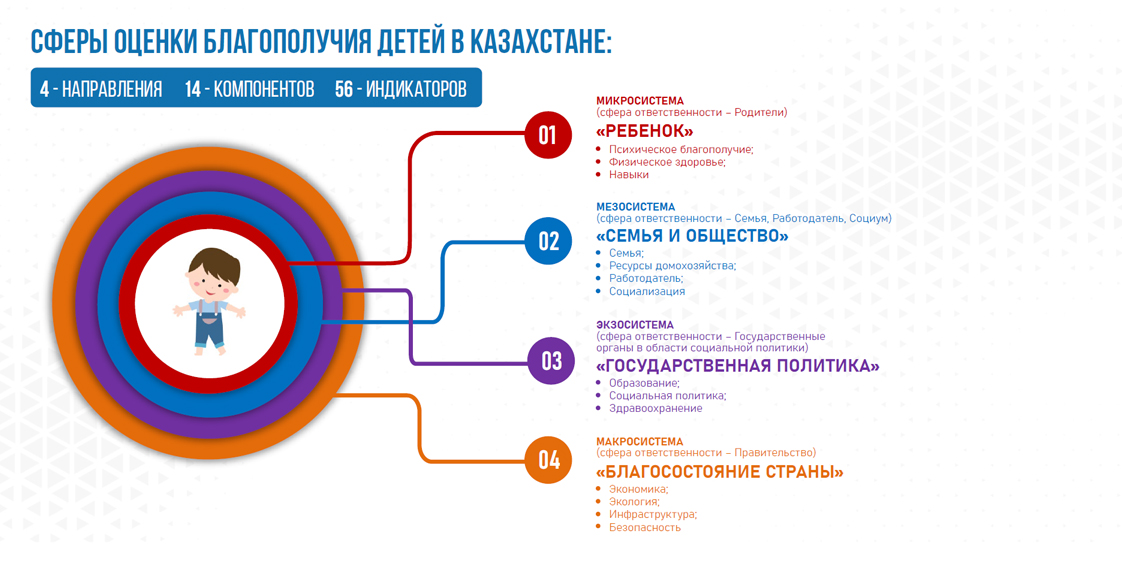 СФЕРЫ ОЦЕНКИ БЛАГОПОЛУЧИЯ ДЕТЕЙ В КАЗАХСТАНЕ:
4 - НАПРАВЛЕНИЯ 14 - КОМПОНЕНТОВ 56 - ИНДИКАТОРОВ
01
МИКРОСИСТЕМА
(сфера ответственности – Родители)
«РЕБЕНОК»
• Психическое благополучие;
• Физическое здоровье;
• Навыки
02
МЕЗОСИСТЕМА
(сфера ответственности – Семья, Работодатель, Социум)
«СЕМЬЯ И ОБЩЕСТВО»
• Семья;
• Ресурсы домохозяйства;
• Работодатель;
• Социализация
03
ЭКЗОСИСТЕМА
(сфера ответственности – Государственные
органы в области социальной политики)
«ГОСУДАРСТВЕННАЯ ПОЛИТИКА»
• Образование;
• Социальная политика;
• Здравоохранение
04
МАКРОСИСТЕМА
(сфера ответственности – Правительство)
«БЛАГОСОСТОЯНИЕ СТРАНЫ»
• Экономика;
• Экология;
• Инфраструктура;
• Безопасность